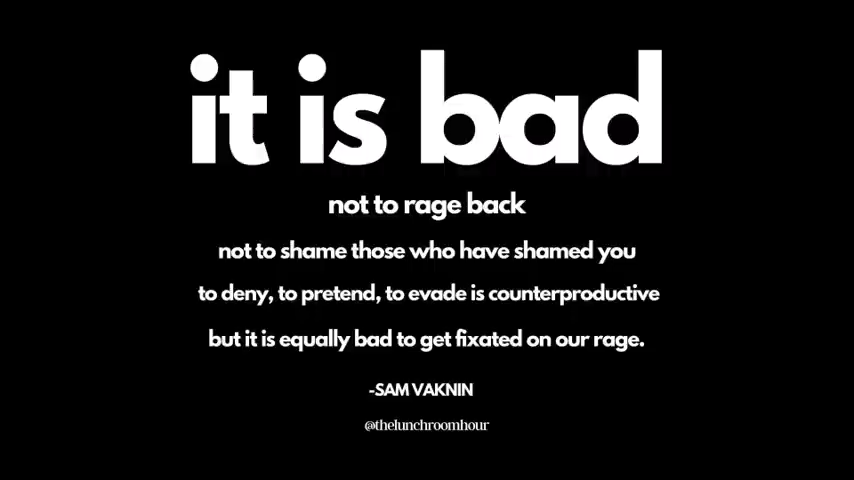 it is bad
not to rage back
not to shame those who have shamed you
to deny, to pretend, to evade is counterproductive
but it is equally bad to get fixated on our rage.
-SAM VAKNIN
@thelunchroomhour